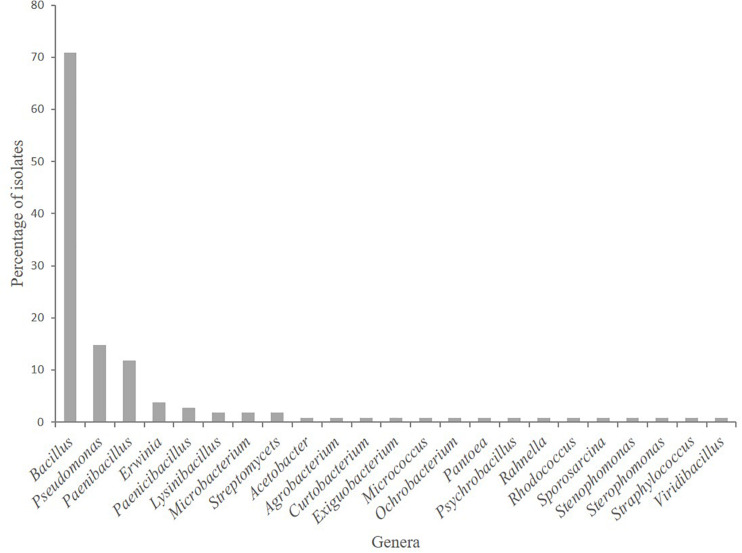 80
70
60
50
40
30
20
10
0
Percentage of isolates
Bacillus
Pseudomonas
Paenibacillus
Erwinia
Paenicibacillus
Lysinibacillus
Microbacterium
Streptomycets
Acetobacter
Agrobacterium
Curtobacterium
Exiguobacterium
Micrococcus
Ochrobacterium
Pantoea
Psychrobacillus
Rahnella
Rhodococcus
Sporosarcina
Stenophomonas
Sterophomonas
Straphylococcus
Viridibacillus
Genera